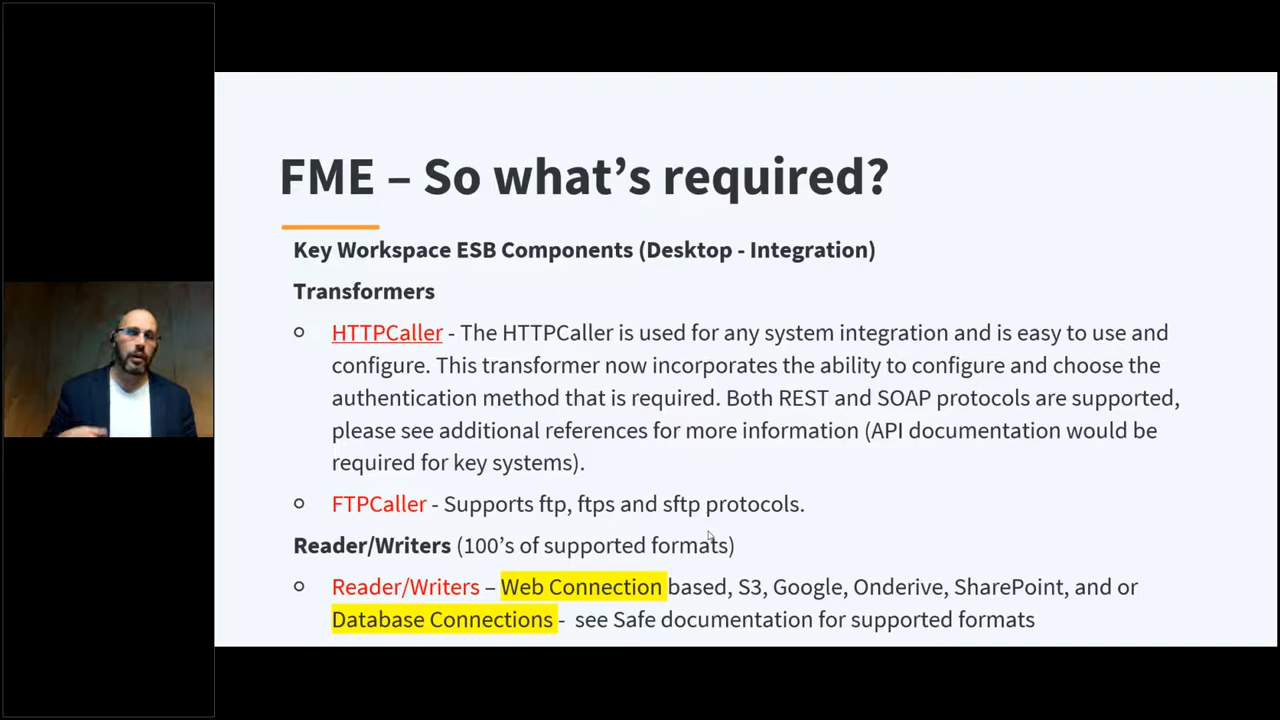 FME – So what’s required?
Key Workspace ESB Components (Desktop - Integration)
Transformers
HTTPCaller - The HTTPCaller is used for any system integration and is easy to use and
configure. This transformer now incorporates the ability to configure and choose the
authentication method that is required. Both REST and SOAP protocols are supported,
please see additional references for more information (API documentation would be
required for key systems).
FTPCaller - Supports ftp, ftps and sftp protocols.
Reader/Writers (100’s of supported formats)
Reader/Writers – Web Connection based, S3, Google, Onderive, SharePoint, and or
Database Connections - see Safe documentation for supported formats